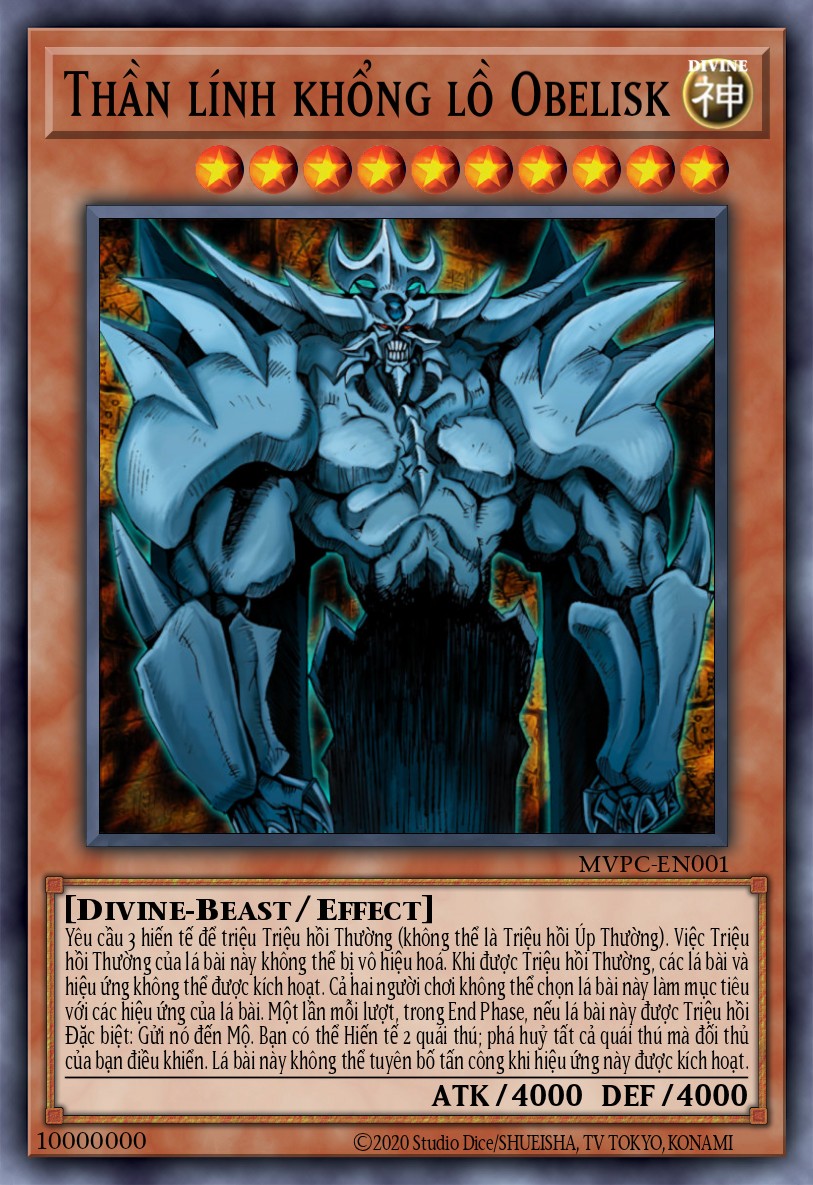 Thần lính khổng lồ Obelisk
DIVINE
神
MVPC-EN001
[Divine-Beast / Effect]
Yêu cầu 3 hiến tế để triệu Triệu hồi Thường (không thể là Triệu hồi Úp Thường). Việc Triệu
hồi Thường của lá bài này không thể bị vô hiệu hoá. Khi được Triệu hồi Thường, các lá bài và
hiệu ứng không thể được kích hoạt. Cả hai người chơi không thể chọn lá bài này làm mục tiêu
với các hiệu ứng của lá bài. Một lần mỗi lượt, trong End Phase, nếu lá bài này được Triệu hồi
Đặc biệt: Gửi nó đến Mộ. Bạn có thể Hiến tế 2 quái thú; phá huỷ tất cả quái thú mà đối thủ
của bạn điều khiển. Lá bài này không thể tuyên bố tấn công khi hiệu ứng này được kích hoạt.
ATK / 4000 DEF / 4000
10000000
©2020 Studio Dice/SHUEISHA, TV TOKYO, KONAMI